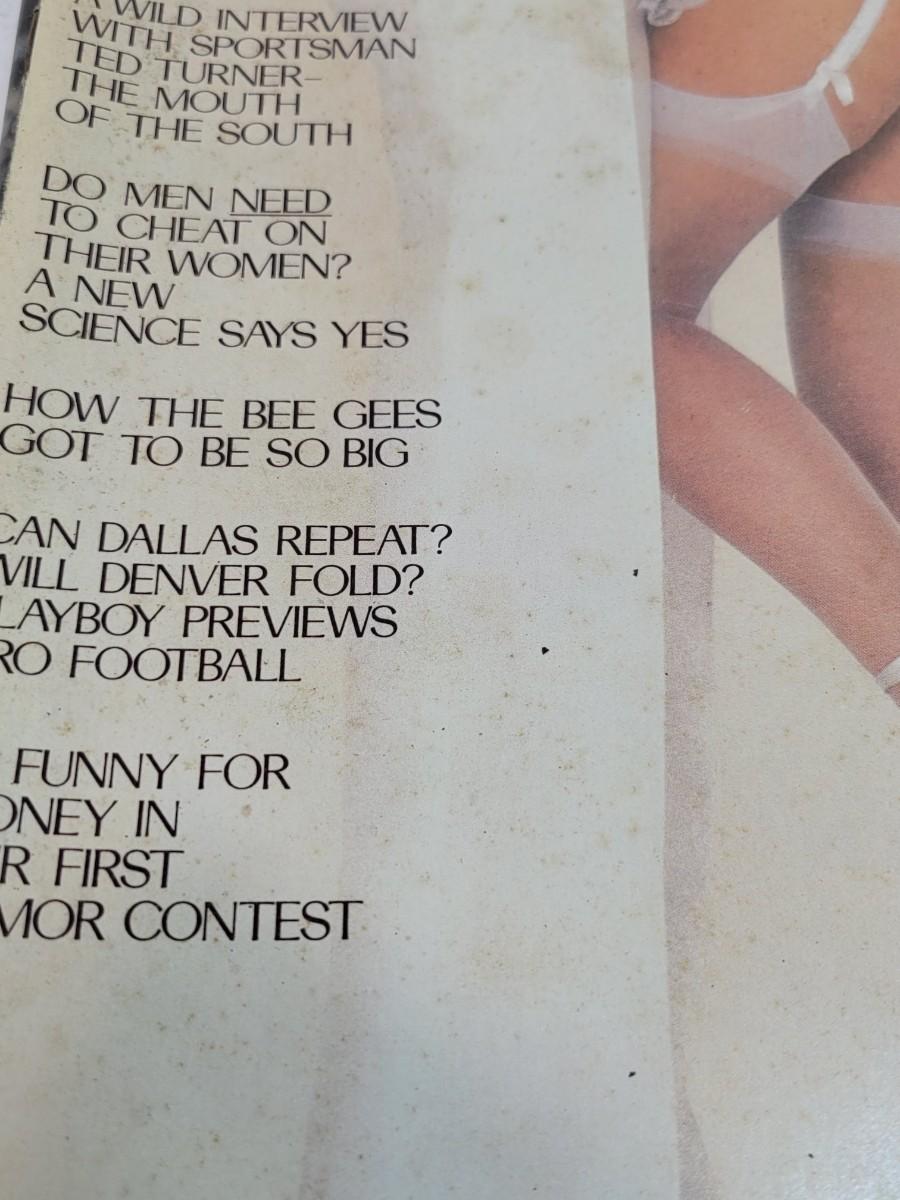 A WILD INTERVIEW
WITH SPORTSMAN
TED TURNER–
THE MOUTH
OF THE SOUTH
DO MEN NEED
TO CHEAT ON
THEIR WOMEN?
A NEW
SCIENCE SAYS YES
HOW THE BEE GEES
GOT TO BE SO BIG
CAN DALLAS REPEAT?
WILL DENVER FOLD?
LAYBOY PREVIEWS
RO FOOTBALL
FUNNY FOR
ONEY IN
R FIRST
MOR CONTEST